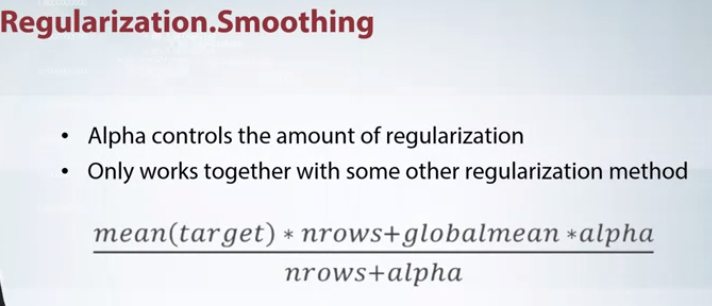 Regularization.Smoothing
• Alpha controls the amount of regularization
• Only works together with some other regularization method
mean(target) * nrows+globalmean *alpha
nrows+alpha